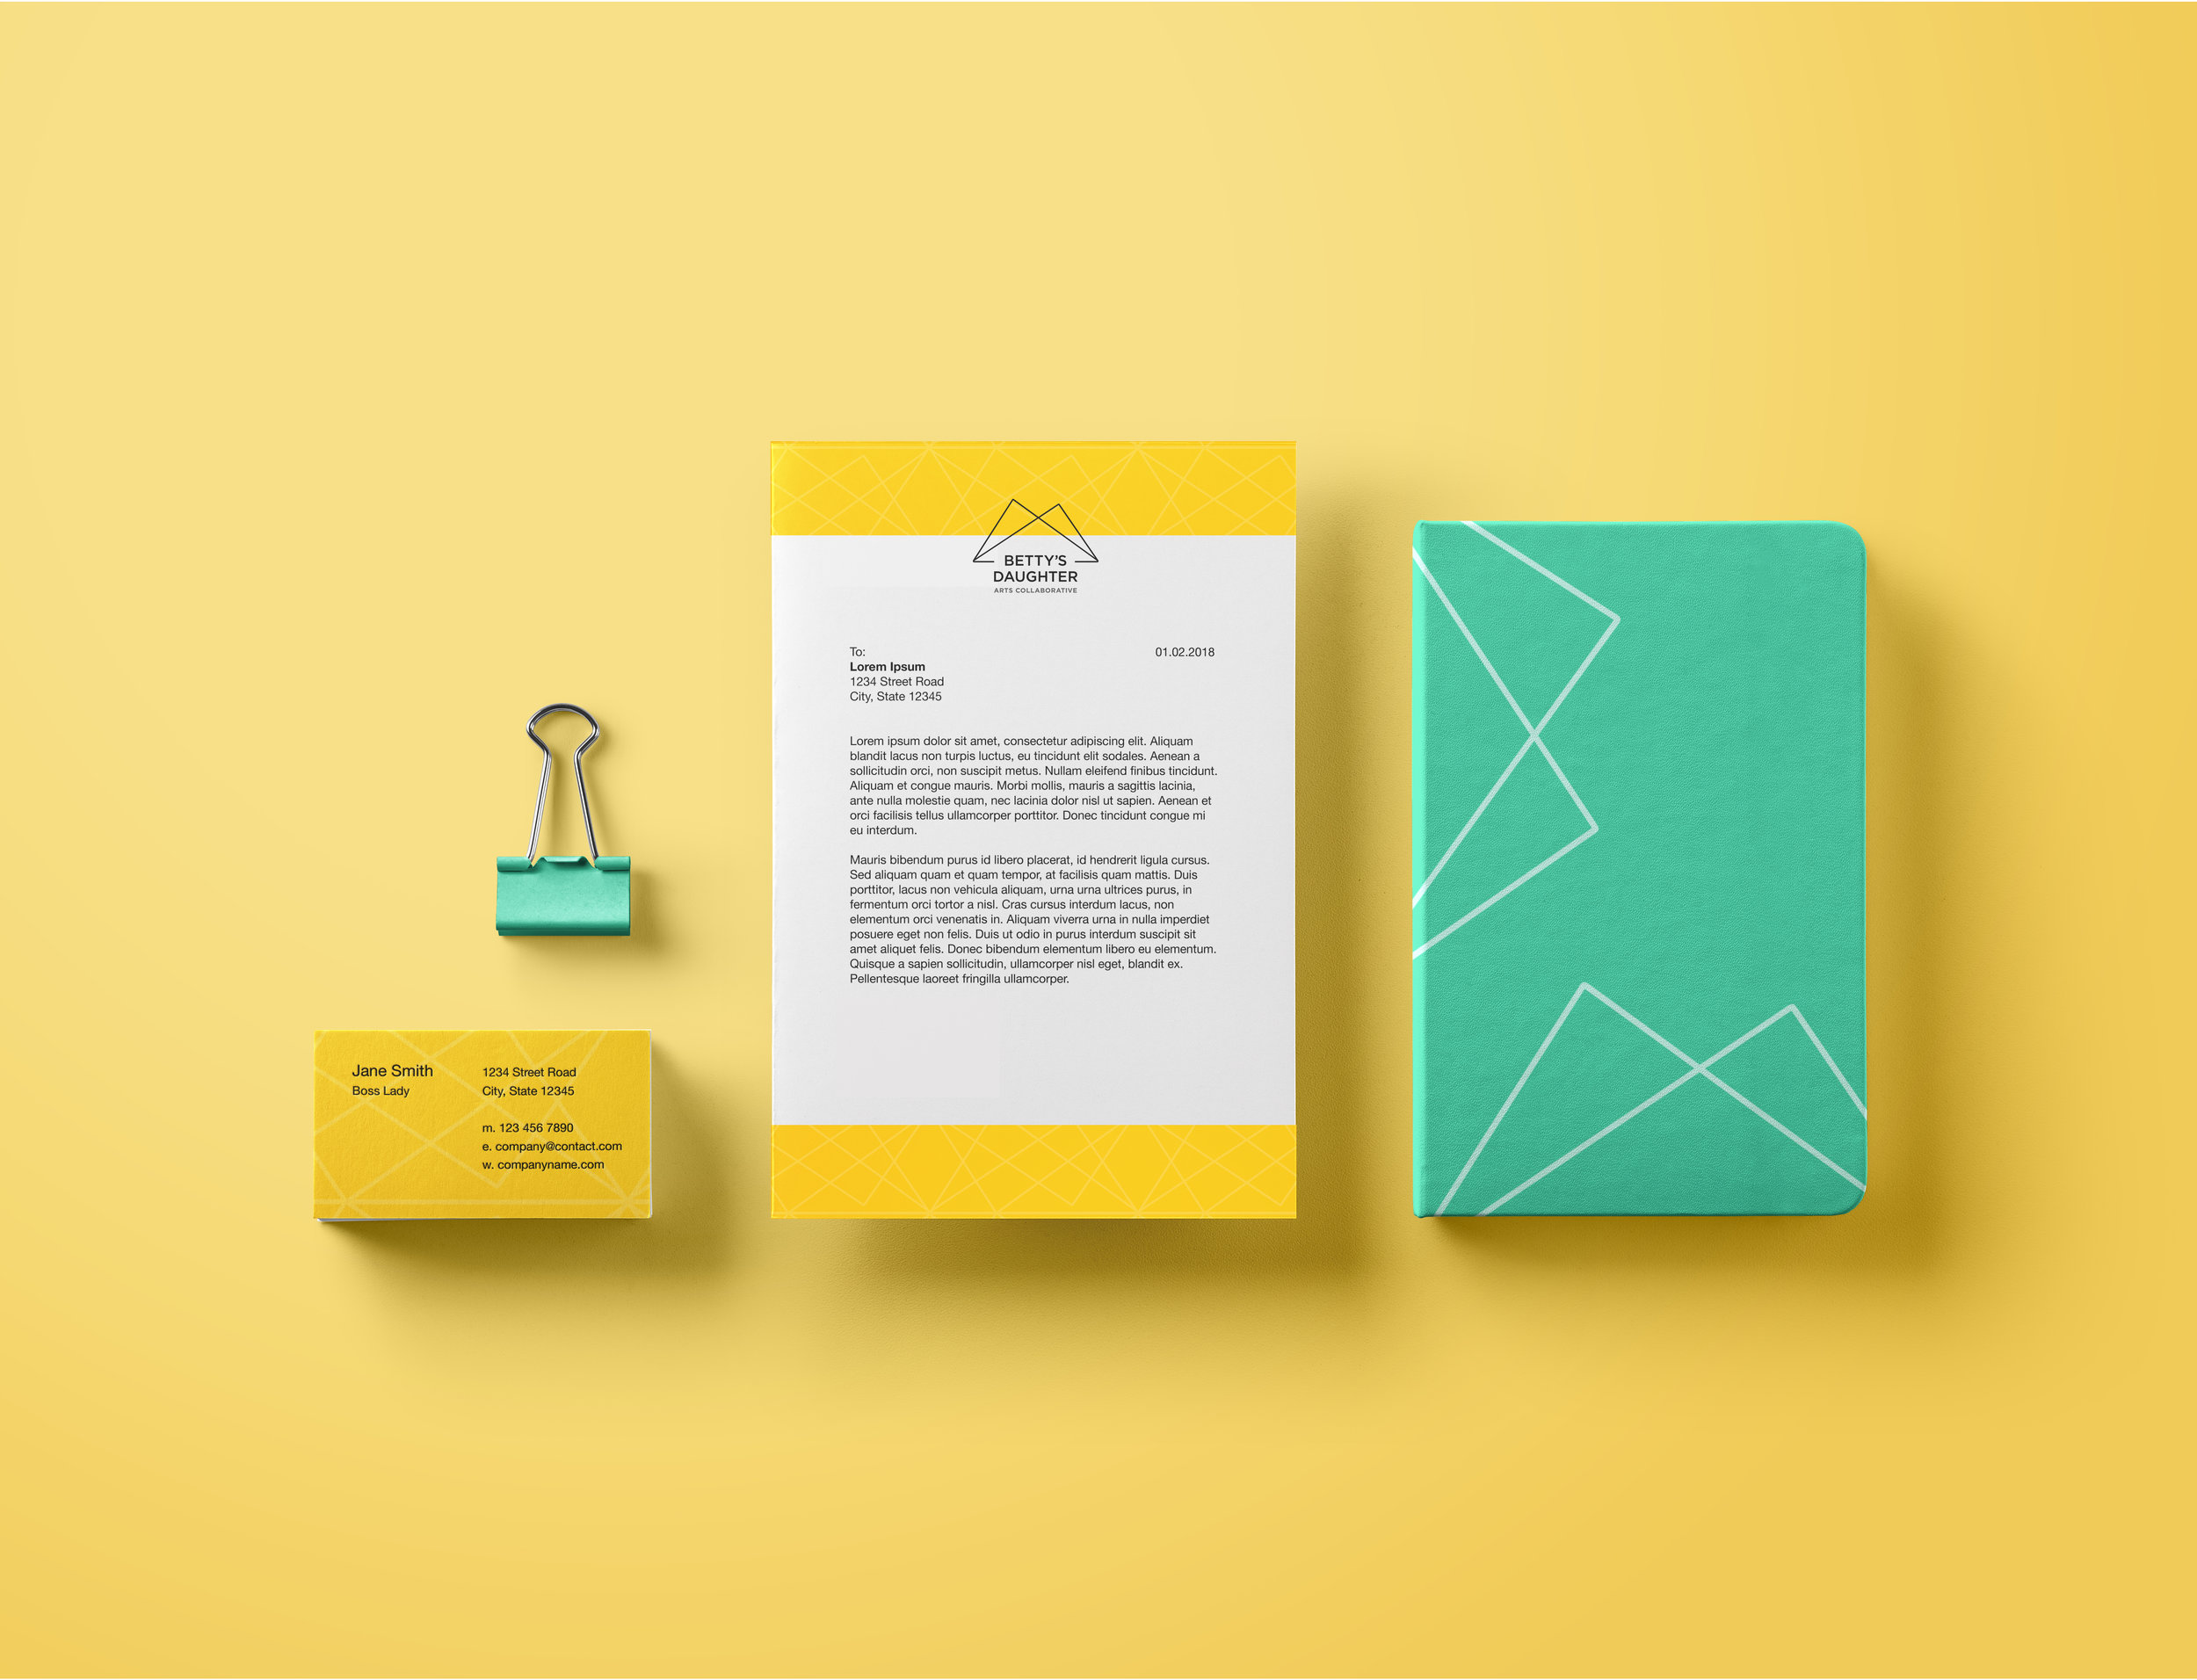 BETTY'S
DAUGHTER
ARTS COLLABORATIVE
To:
01.02.2018
Lorem Ipsum
1234 Street Road
City, State 12345
Lorem ipsum dolor sit amet, consectetur adipiscing elit. Aliquam
blandit lacus non turpis luctus, eu tincidunt elit sodales. Aenean a
sollicitudin orci, non suscipit metus. Nullam eleifend finibus tincidunt.
Aliquam et congue mauris. Morbi mollis, mauris a sagittis lacinia,
ante nulla molestie quam, nec lacinia dolor nisl ut sapien. Aenean et
orci facilisis tellus ullamcorper porttitor. Donec tincidunt congue mi
eu interdum.
Mauris bibendum purus id libero placerat, id hendrerit ligula cursus.
Sed aliquam quam et quam tempor, at facilisis quam mattis. Duis
porttitor, lacus non vehicula aliquam, urna urna ultrices purus, in
fermentum orci tortor a nisl. Cras cursus interdum lacus, non
elementum orci venenatis in. Aliquam viverra urna in nulla imperdiet
posuere eget non felis. Duis ut odio in purus interdum suscipit sit
amet aliquet felis. Donec bibendum elementum libero eu elementum.
Quisque a sapien sollicitudin, ullamcorper nisl eget, blandit ex.
Pellentesque laoreet fringilla ullamcorper.
Jane Smith
Boss Lady
1234 Street Road
City, State 12345
m. 123 456 7890
e. company@contact.com
w. companyname.com